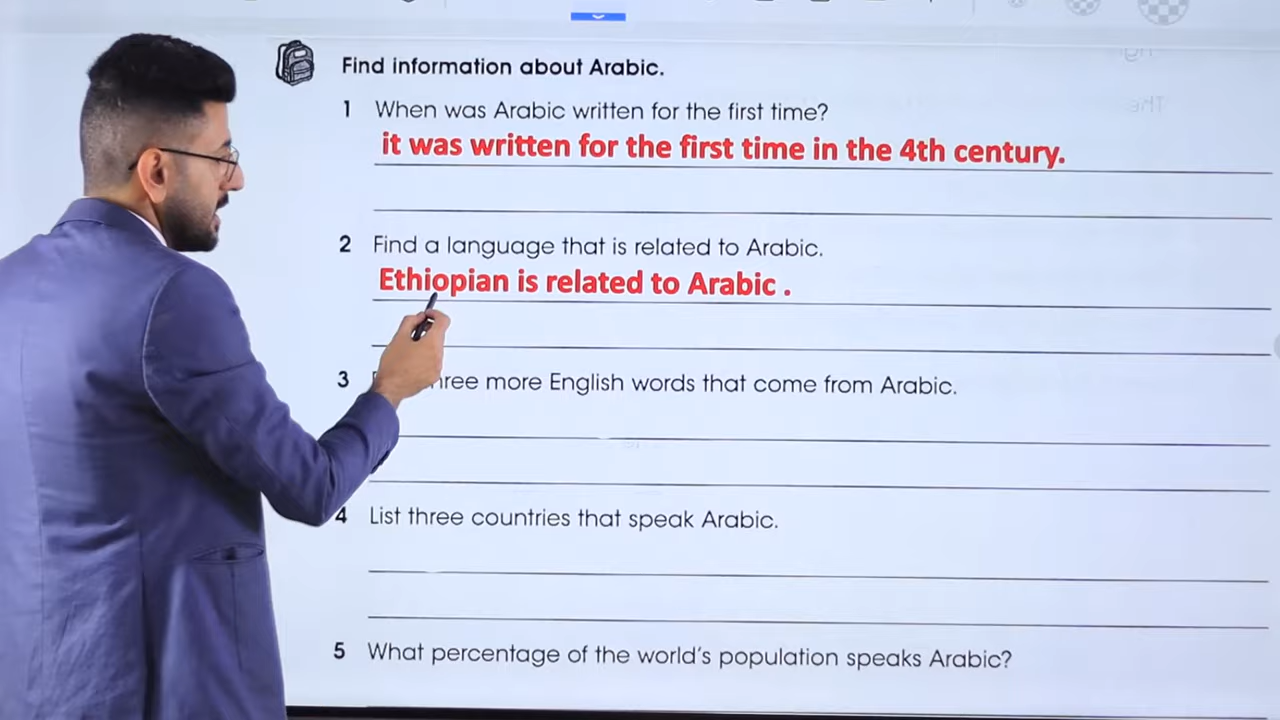 Find information about Arabic.
1 When was Arabic written for the first time?
it was written for the first time in the 4th century.
2 Find a language that is related to Arabic.
Ethiopian is related to Arabic .
3 more English words that come from Arabic.
4 List three countries that speak Arabic.
5 What percentage of the world's population speaks Arabic?